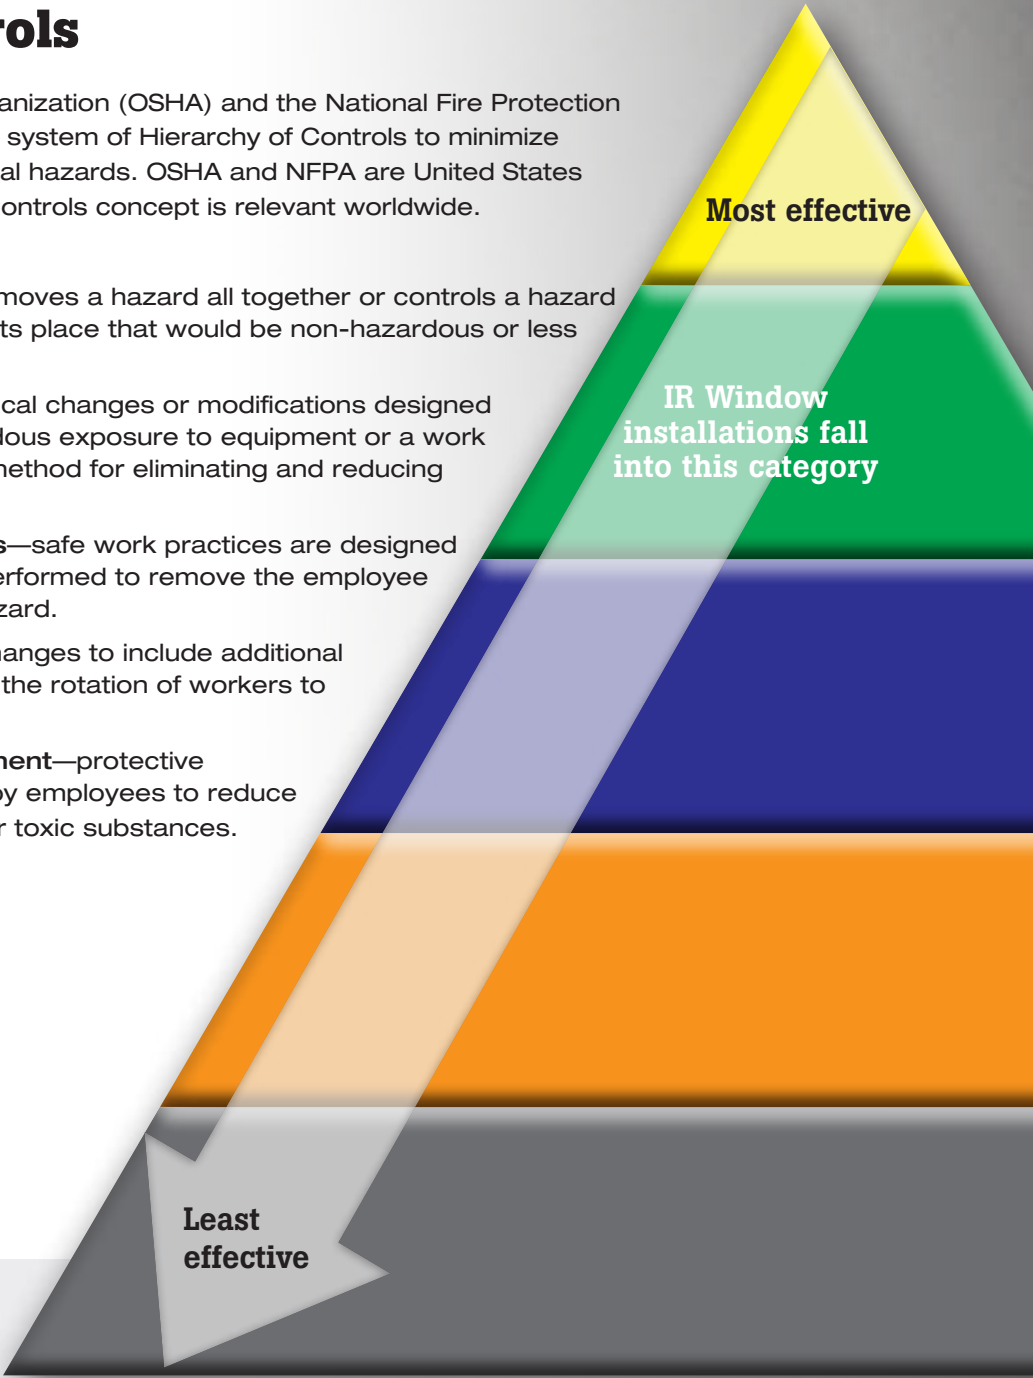 rols
anization (OSHA) and the National Fire Protection
system of Hierarchy of Controls to minimize
al hazards. OSHA and NFPA are United States
ontrols concept is relevant worldwide.
moves a hazard all together or controls a hazard
ts place that would be non-hazardous or less
cal changes or modifications designed
dous exposure to equipment or a work
method for eliminating and reducing
s—safe work practices are designed
erformed to remove the employee
zard.
anges to include additional
the rotation of workers to
nent—protective
by employees to reduce
r toxic substances.
Most effective
IR Window
installations fall
into this category
Least
effective